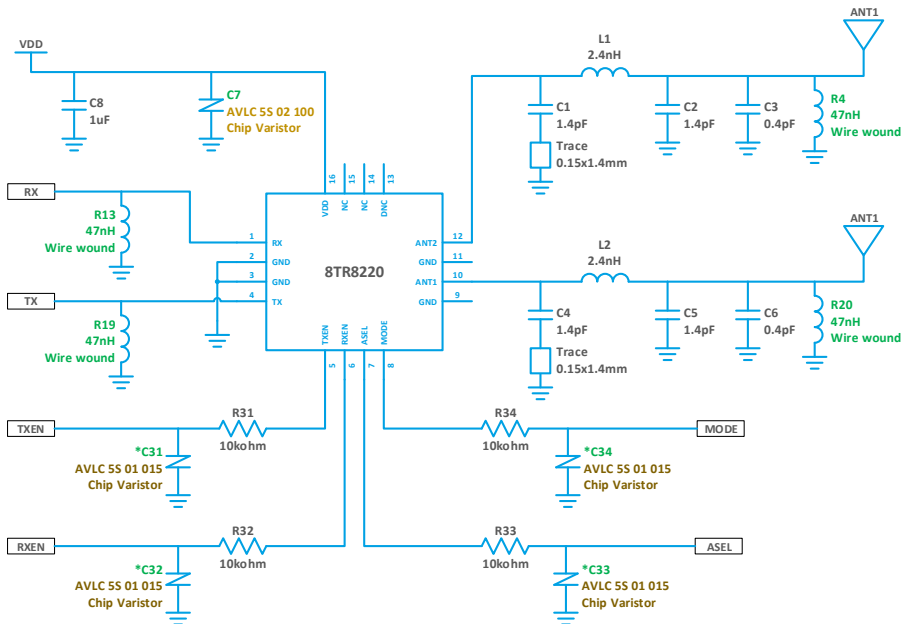 ANT1
L1
2.4nH
VDD
C8
1uF
C7
AVLC 5S 02 100
Chip Varistor
C1
1.4pF
Trace
0.15x1.4mm
C2
1.4pF
C3
0.4pF
R4
47nH
Wire wound
RX
R13
47nH
Wire wound
TX
R19
47nH
Wire wound
16
15
14
13
VDD
NC
NC
DNC
1
RX
2
GND
3
GND
4
TX
8TR8220
ANT2
12
GND
11
ANT1
10
GND
9
TXEN
RXEN
ASEL
MODE
5
6
7
8
ANT1
L2
2.4nH
C4
1.4pF
Trace
0.15x1.4mm
C5
1.4pF
C6
0.4pF
R20
47nH
Wire wound
TXEN
R31
10kohm
*C31
AVLC 5S 01 015
Chip Varistor
R34
10kohm
MODE
*C34
AVLC 5S 01 015
Chip Varistor
RXEN
R32
10kohm
*C32
AVLC 5S 01 015
Chip Varistor
R33
10kohm
ASEL
*C33
AVLC 5S 01 015
Chip Varistor